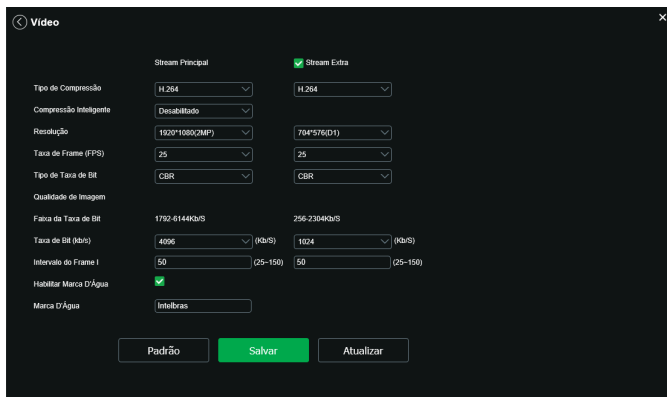 Vídeo
Stream Principal Stream Extra
Tipo de Compressão H.264 H.264
Compressão Inteligente Desabilitado
Resolução 1920*1080(2MP) 704*576(D1)
Taxa de Frame (FPS) 25 25
Tipo de Taxa de Bit CBR CBR
Qualidade de Imagem
Faixa da Taxa de Bit 1792-6144Kb/S 256-2304Kb/S
Taxa de Bit (kb/s) 4096 (Kb/S) 1024 (Kb/S)
Intervalo do Frame I 50 (25~150) 50 (25~150)
Habilitar Marca D'Água
Marca D'Água Intelbras
Padrão Salvar Atualizar